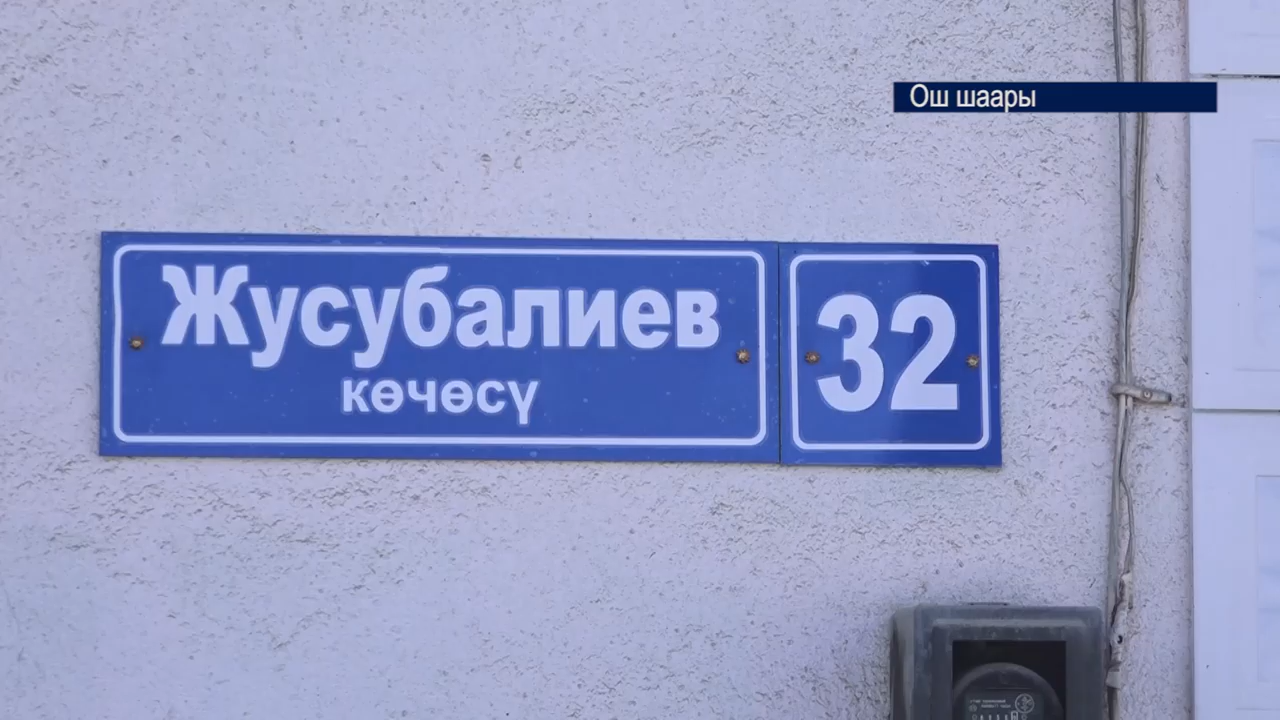 Ош шаары
Жусубалиев
көчөсү
32